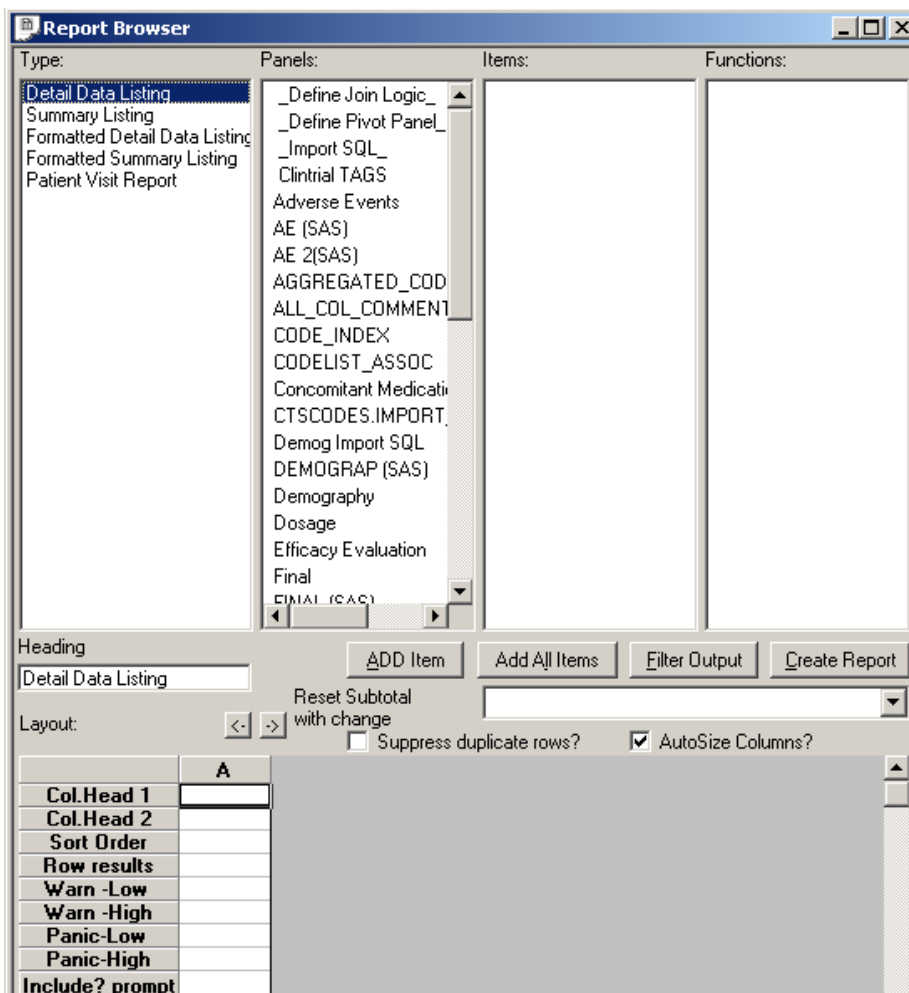 Report Browser
Type:
Panels:
Items:
Functions:
Detail Data Listing
Summary Listing
Formatted Detail Data Listing
Formatted Summary Listing
Patient Visit Report
_Define Join Logic_
_Define Pivot Panel_
_Import SQL_
Clintrial TAGS
Adverse Events
AE (SAS)
AE 2(SAS)
AGGREGATED_COD
ALL_COL_COMMENT
CODE_INDEX
CODELIST_ASSOC
Concomitant Medicati
CTSCODES.IMPORT_
Demog Import SQL
DEMOGRAP (SAS)
Demography
Dosage
Efficacy Evaluation
Final
FINAL (SAS)
Heading
Detail Data Listing
ADD Item
Add All Items
Filter Output
Create Report
Reset Subtotal
with change
Layout:
<-
->
Suppress duplicate rows?
AutoSize Columns?
A
Col.Head 1
Col.Head 2
Sort Order
Row results
Warn -Low
Warn -High
Panic-Low
Panic-High
Include? prompt